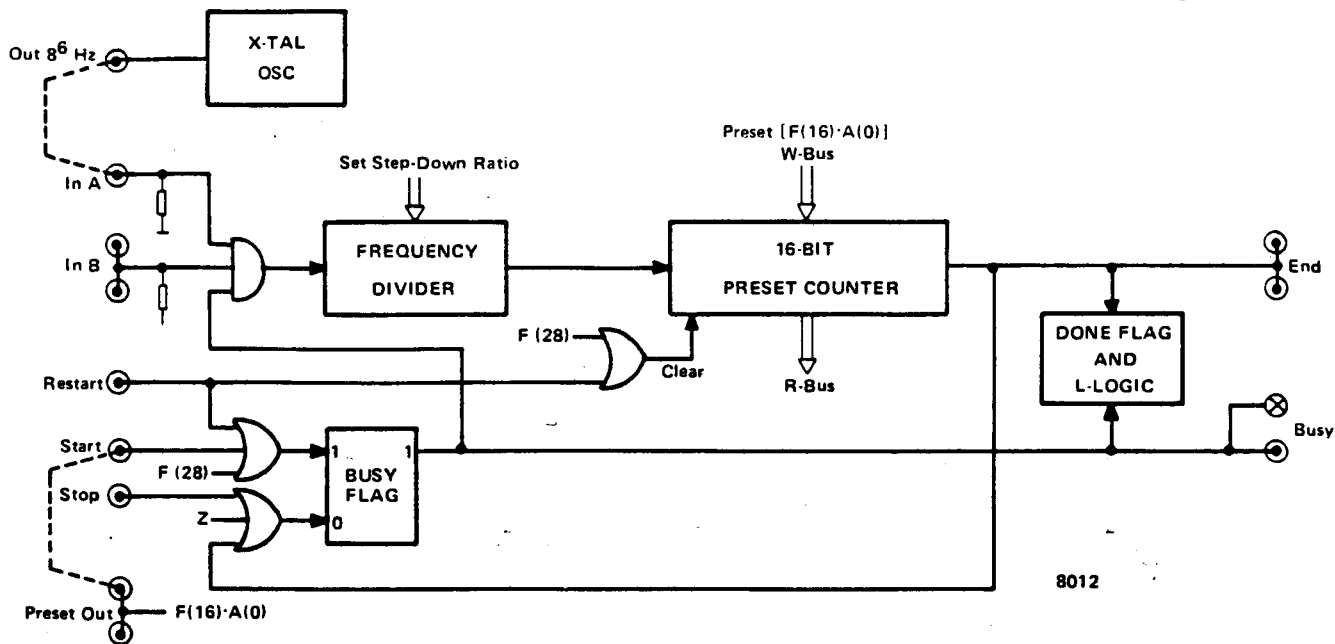 X-TAL
OSC
Out 8⁶ Hz
In A
In B
Set Step-Down Ratio
FREQUENCY
DIVIDER
Preset [F(16)·A(0)]
W-Bus
16-BIT
PRESET COUNTER
R-Bus
End
F (28)
Clear
DONE FLAG
AND
L-LOGIC
Busy
Restart
Start
F (28)
Stop
Z
1
1
BUSY
FLAG
0
Preset Out
F(16)·A(0)
8012